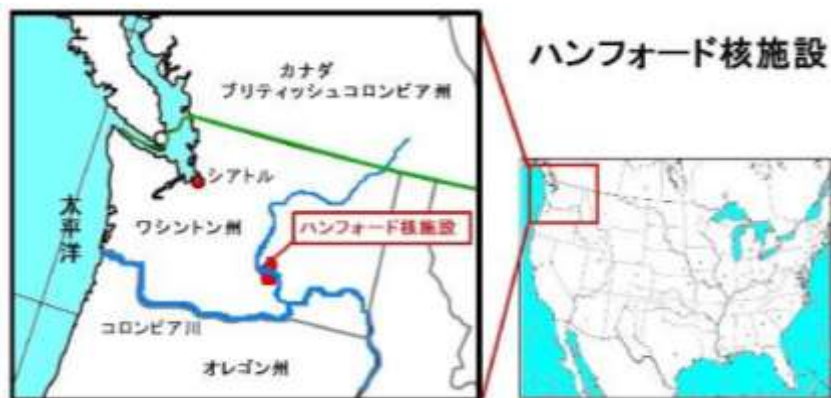 ハンフォード核施設
カナダ
ブリティッシュコロンビア州
シアトル
ワシントン州
ハンフォード核施設
太平洋
コロンビア川
オレゴン州